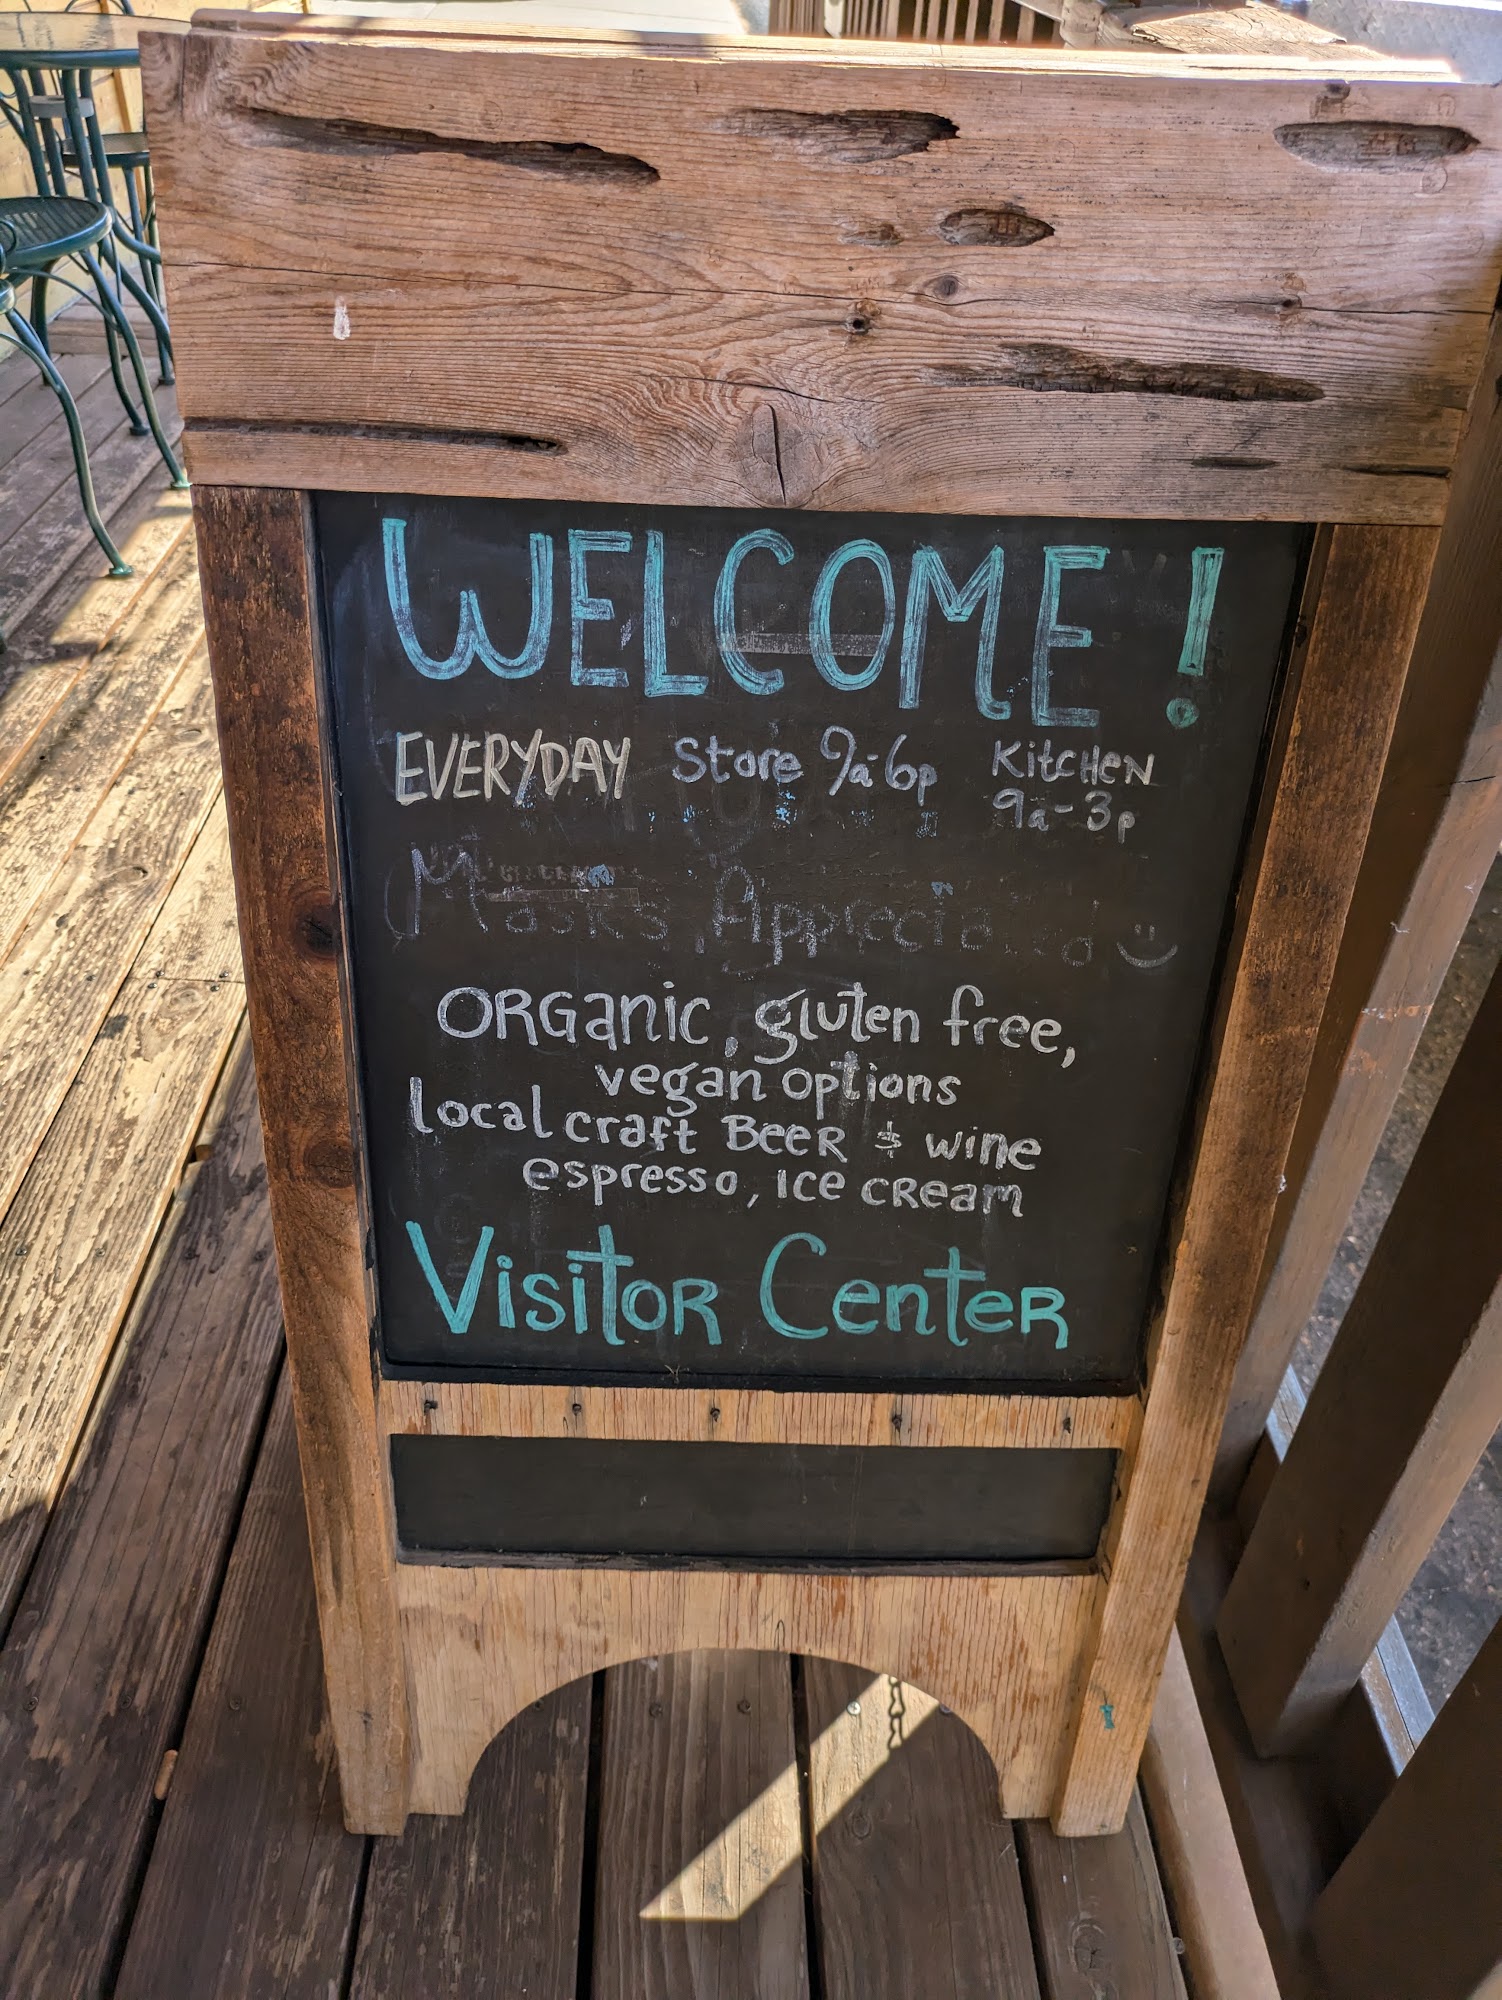 WELCOME!
EVERYDAY Store 9a-6p KitCHEN
9a-3p
Masks Appreciated
ORGanic, gluten free,
vegan options
local craft BEER & wine
espresso, ice cream
Visitor Center